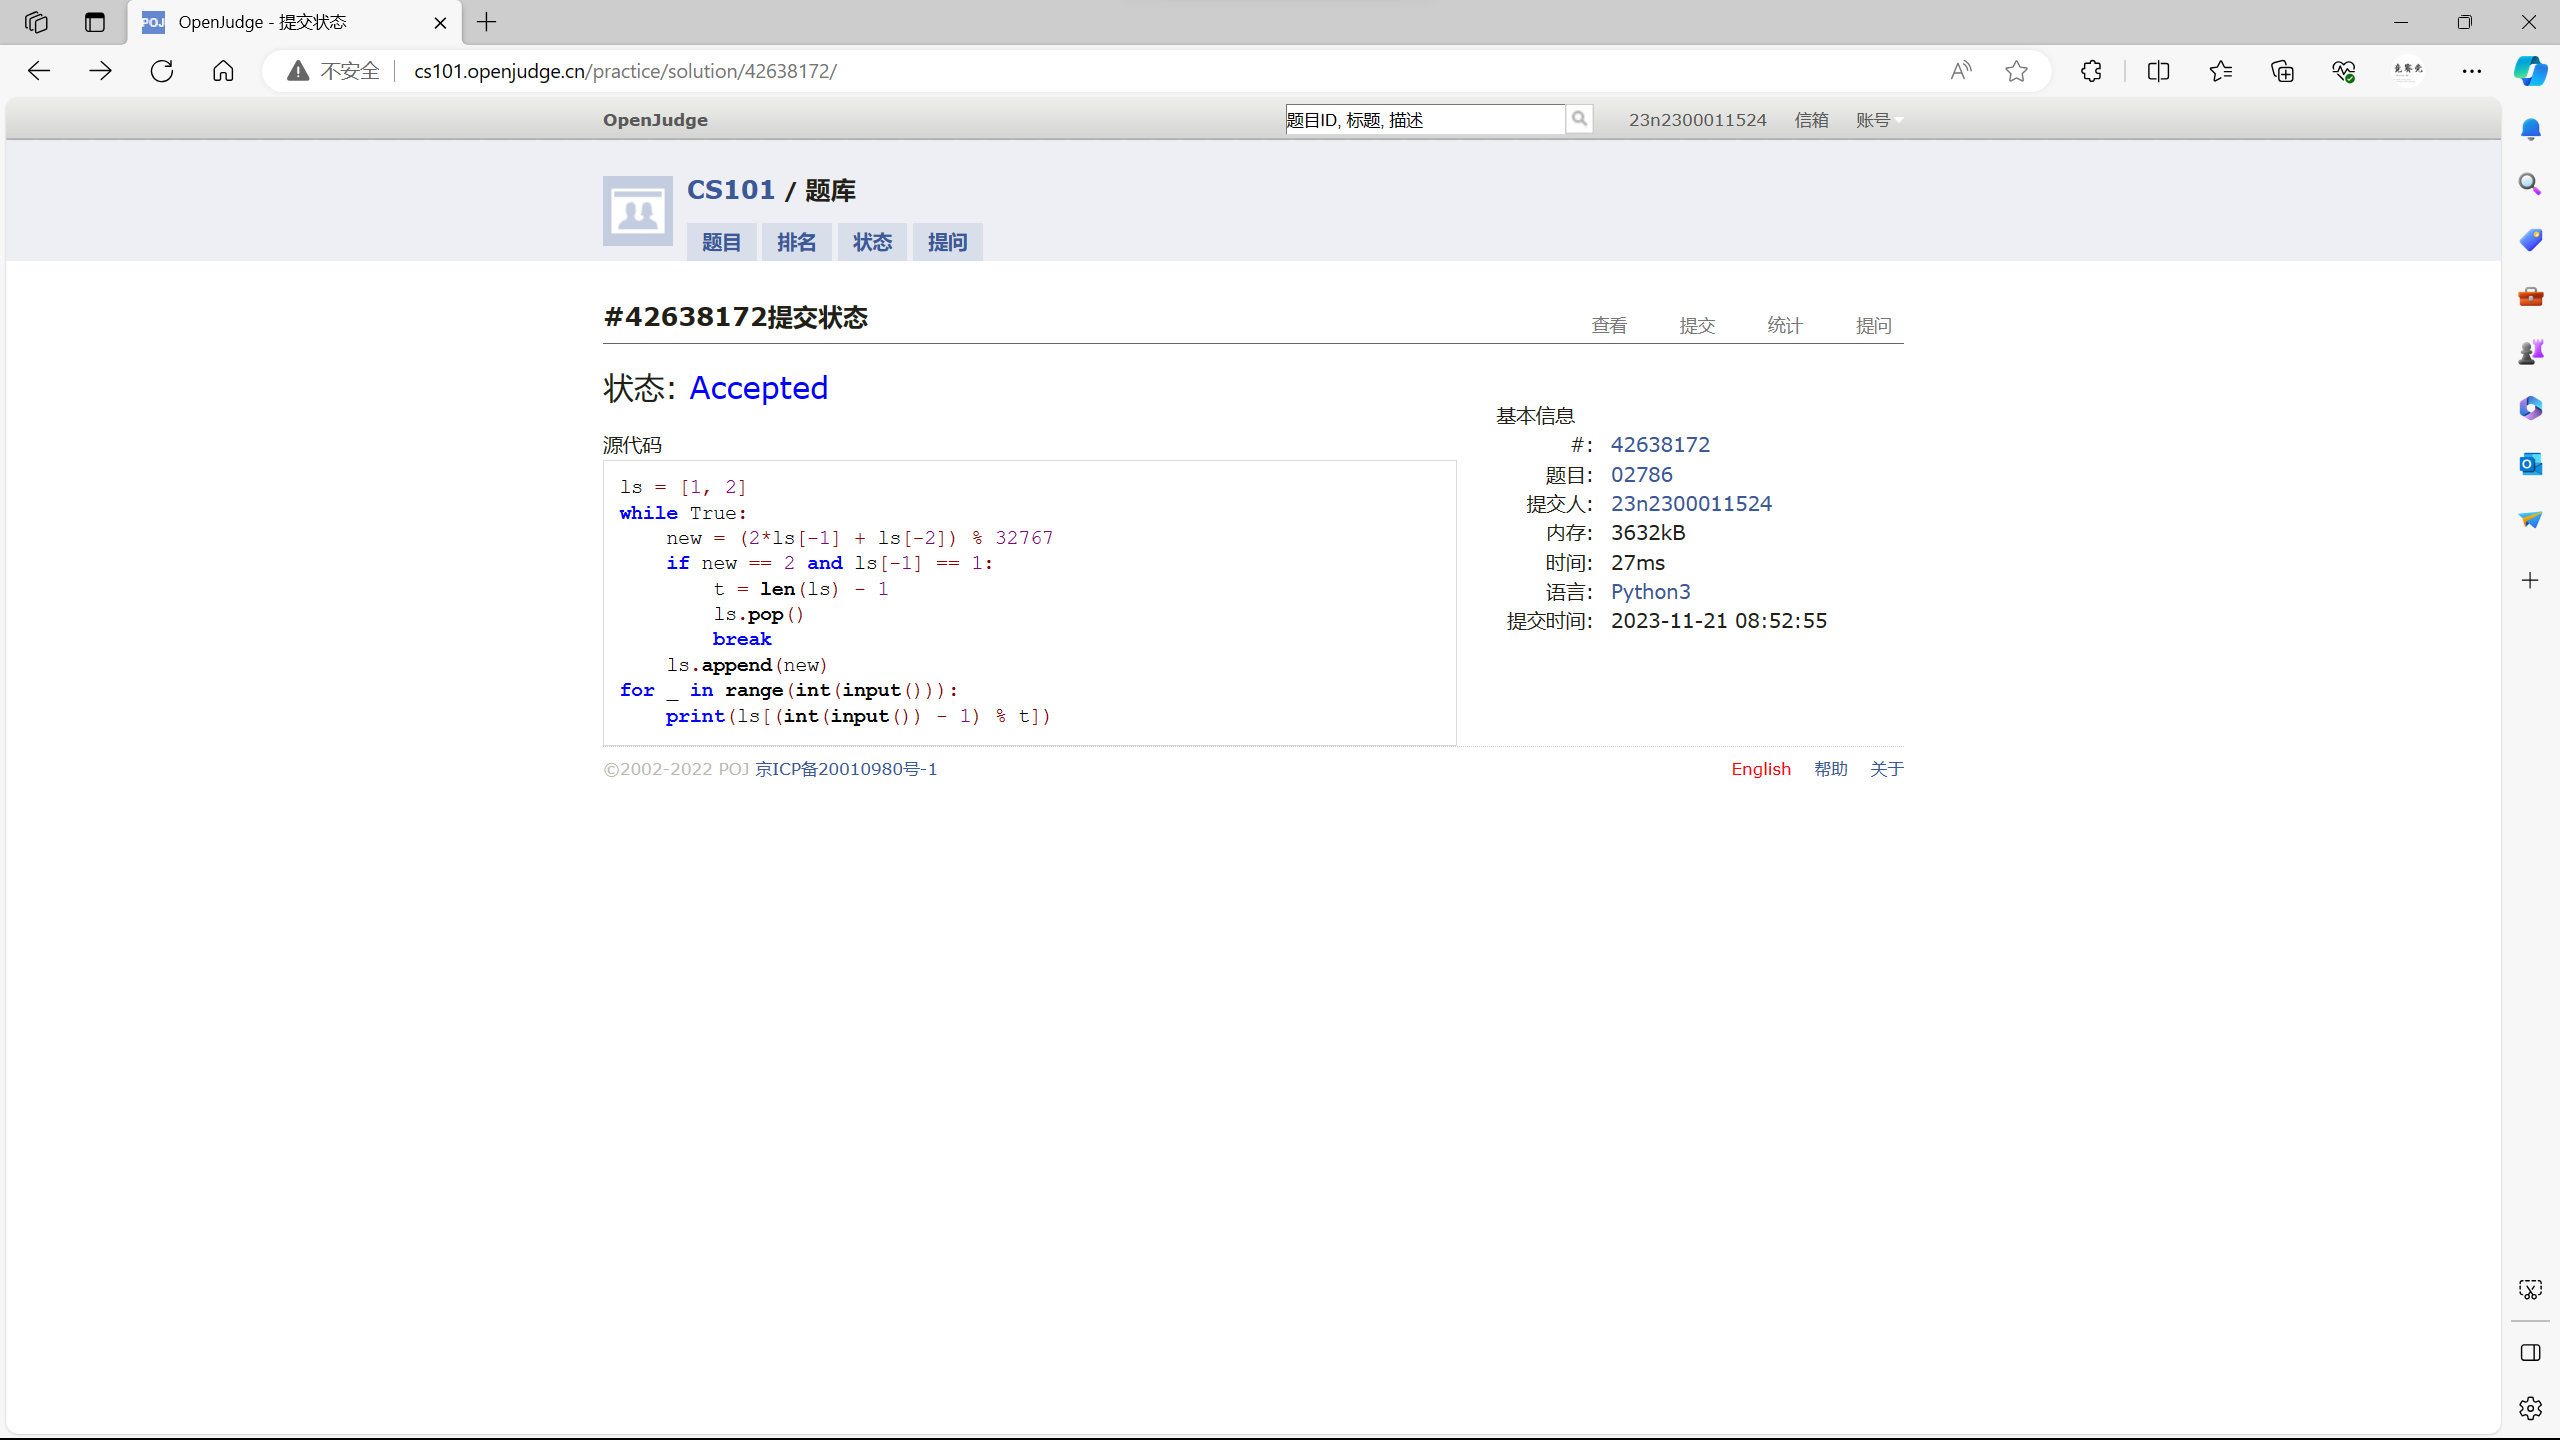 OpenJudge - 提交状态
不安全 cs101.openjudge.cn/practice/solution/42638172/
OpenJudge 题目ID, 标题, 描述 23n2300011524 信箱 账号
CS101 / 题库
题目 排名 状态 提问
#42638172提交状态 查看 提交 统计 提问
状态: Accepted
源代码
ls = [1, 2]
while True:
    new = (2*ls[-1] + ls[-2]) % 32767
    if new == 2 and ls[-1] == 1:
        t = len(ls) - 1
        ls.pop()
        break
    ls.append(new)
for _ in range(int(input())):
    print(ls[(int(input()) - 1) % t])
基本信息
#: 42638172
题目: 02786
提交人: 23n2300011524
内存: 3632kB
时间: 27ms
语言: Python3
提交时间: 2023-11-21 08:52:55
©2002-2022 POJ 京ICP备20010980号-1 English 帮助 关于